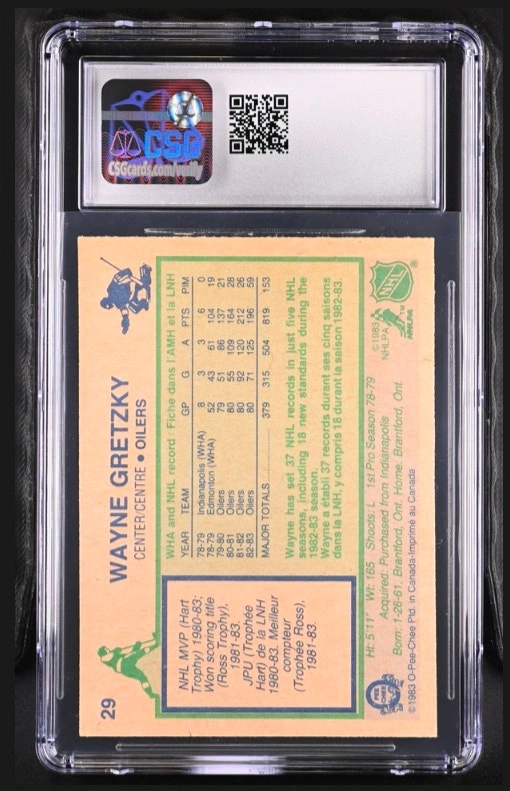 CSG
CSGcards.com/verify
29
WAYNE GRETZKY
CENTER/CENTRE • OILERS
NHL MVP (Hart
Trophy) 1980-83;
Won scoring title
(Ross Trophy),
1981-83.
JPU (Trophée
Hart) de la LNH
1980-83. Meilleur
compteur
(Trophée Ross),
1981-83.
WHA and NHL record Fiche dans l'AMH et la LNH
YEAR TEAM GP G A PTS PIM
78-79 Indianapolis (WHA) 8 3 3 6 0
78-79 Edmonton (WHA) 52 43 61 104 19
79-80 Oilers 79 51 86 137 21
80-81 Oilers 80 55 109 164 28
81-82 Oilers 80 92 120 212 26
82-83 Oilers 80 71 125 196 59
MAJOR TOTALS 379 315 504 819 153
Wayne has set 37 NHL records in just five NHL
seasons, including 18 new standards during the
1982-83 season.
Wayne a établi 37 records durant ses cinq saisons
dans la LNH, y compris 18 durant la saison 1982-83.
Ht: 5'11" Wt: 165 Shoots: L 1st Pro Season 78-79
Acquired: Purchased from Indianapolis
Born: 1-26-61, Brantford, Ont. Home: Brantford, Ont.
©1983 O-Pee-Chee Ptd. in Canada-Imprimé au Canada
O PEE CHEE
©1983
NHLPA
NHL
NHLPA
TM